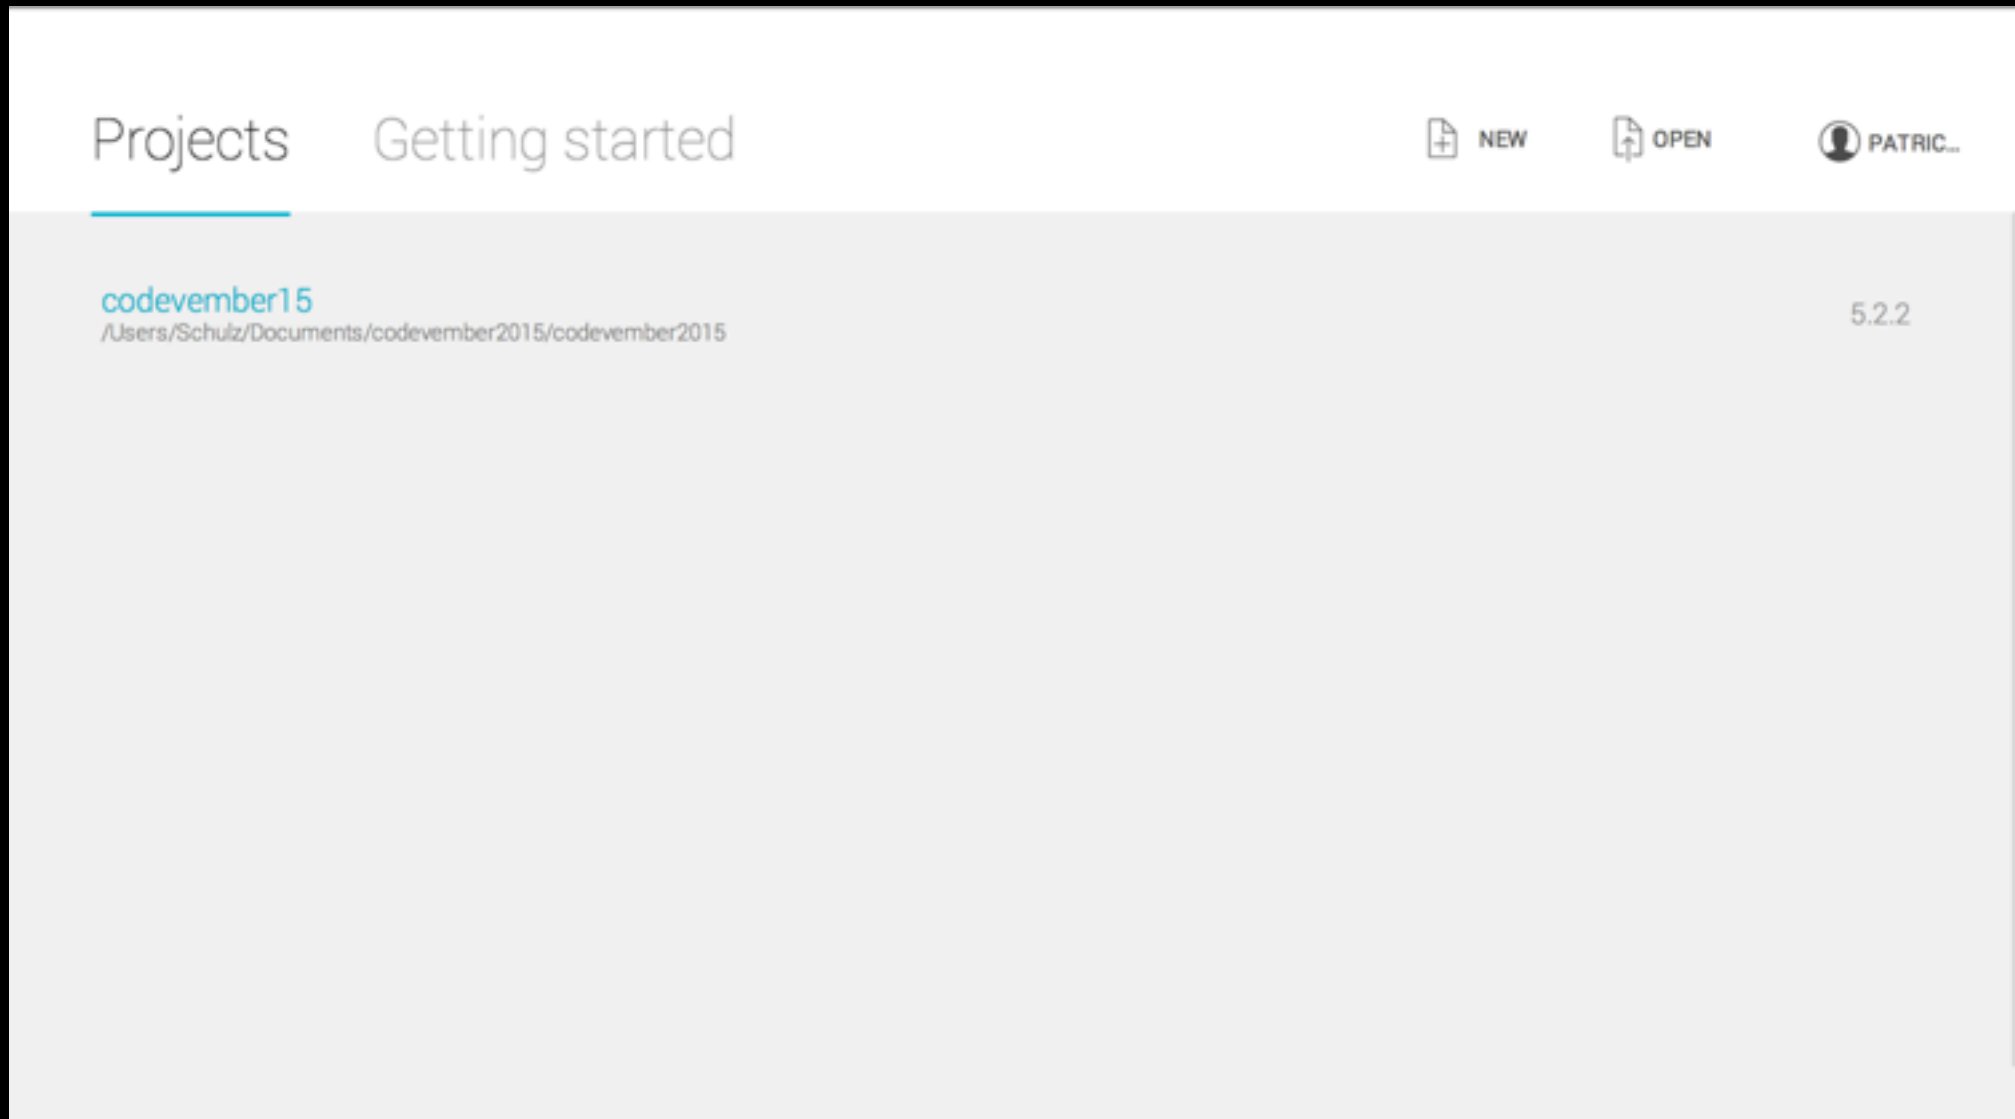 Projects Getting started NEW OPEN PATRIC...
codevember15
/Users/Schulz/Documents/codevember2015/codevember2015
5.2.2